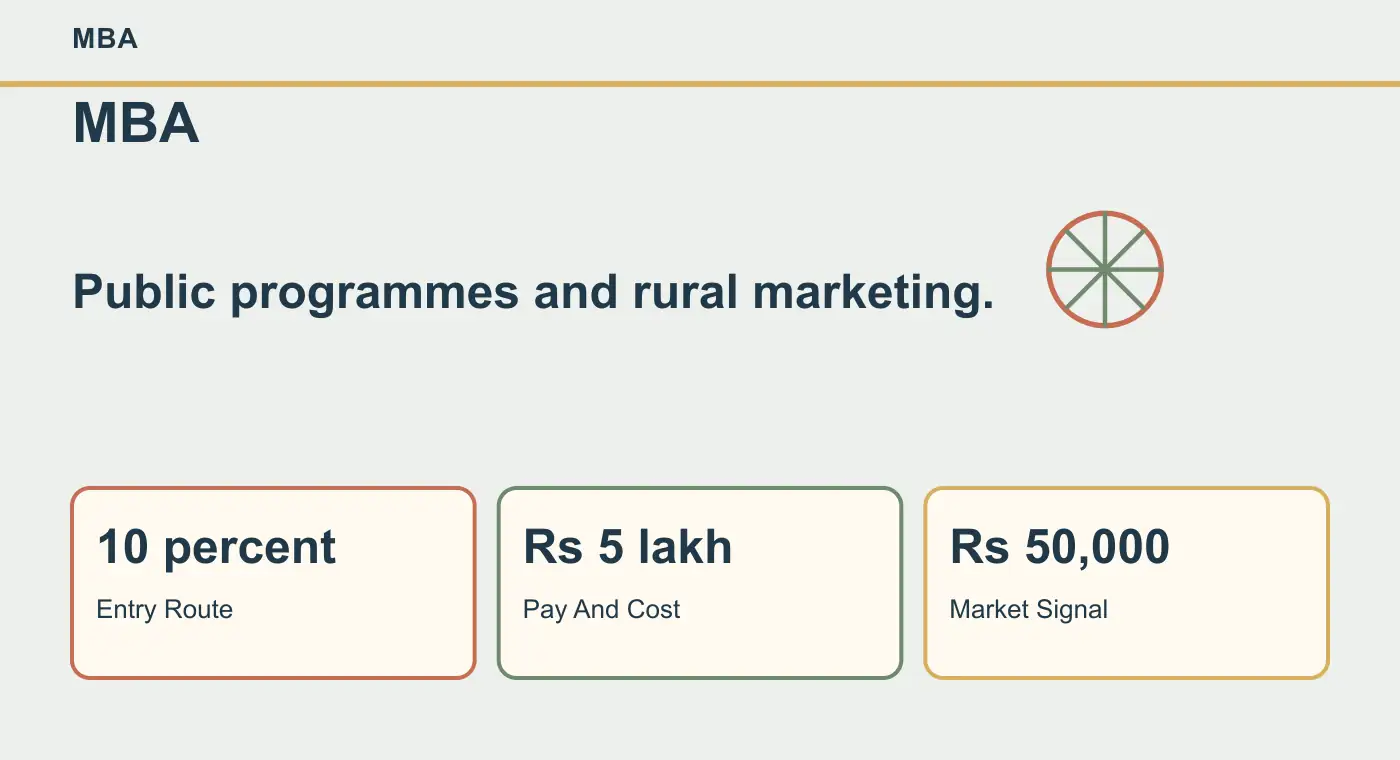 MBA
MBA
Public programmes and rural marketing.
10 percent
Entry Route
Rs 5 lakh
Pay And Cost
Rs 50,000
Market Signal